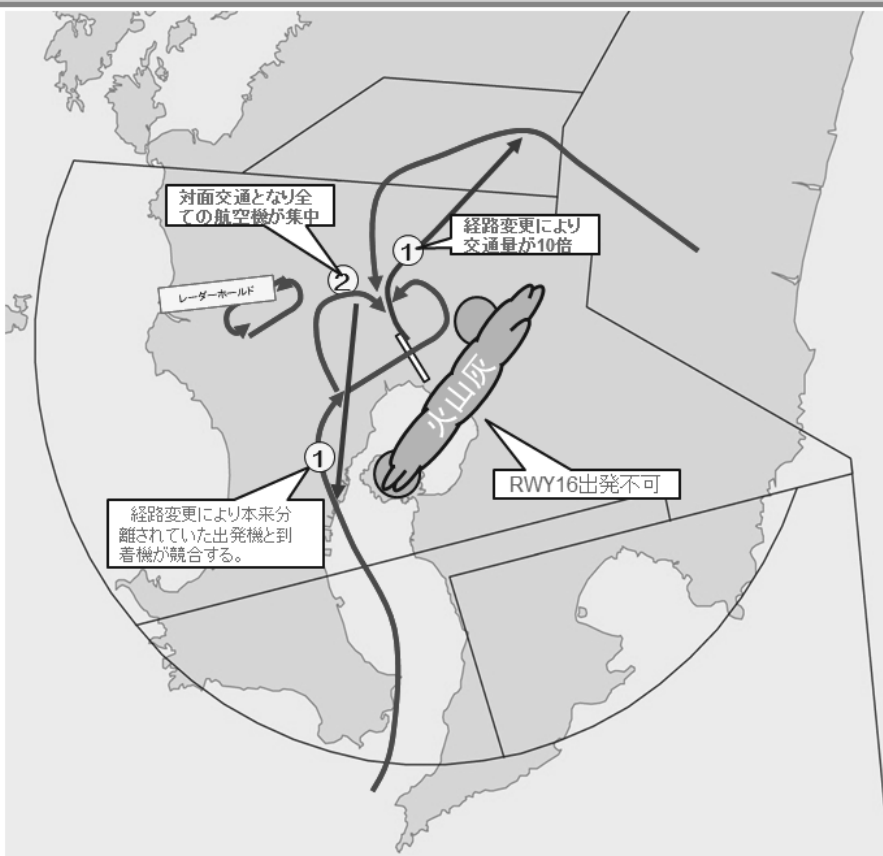 対面交通となり全
ての航空機が集中
経路変更により
交通量が10倍
①
②
レーダーホールド
火山灰
①
RWY16出発不可
経路変更により本来分
離されていた出発機と到
着機が競合する。